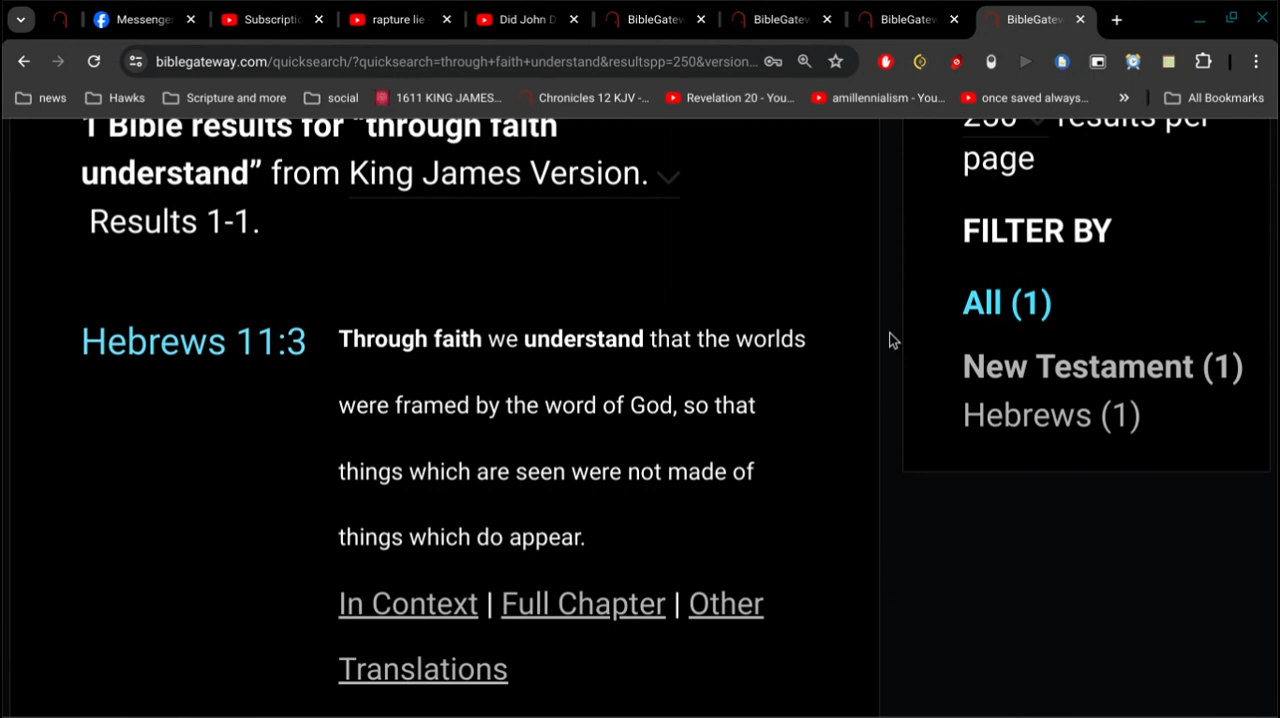 Messenger
Subscriptic
rapture lie
Did John D
BibleGatew
BibleGatew
BibleGatew
BibleGatew
biblegateway.com/quicksearch/?quicksearch=through+faith+understand&resultspp=250&version...
news
Hawks
Scripture and more
social
1611 KING JAMES...
Chronicles 12 KJV -...
Revelation 20 - You...
amillennialism - You...
once saved always...
»
All Bookmarks
1 Bible results for "through faith
understand” from King James Version.
Results 1-1.
Hebrews 11:3
Through faith we understand that the worlds
were framed by the word of God, so that
things which are seen were not made of
things which do appear.
In Context | Full Chapter | Other
Translations
250 results per
page
FILTER BY
All (1)
New Testament (1)
Hebrews (1)